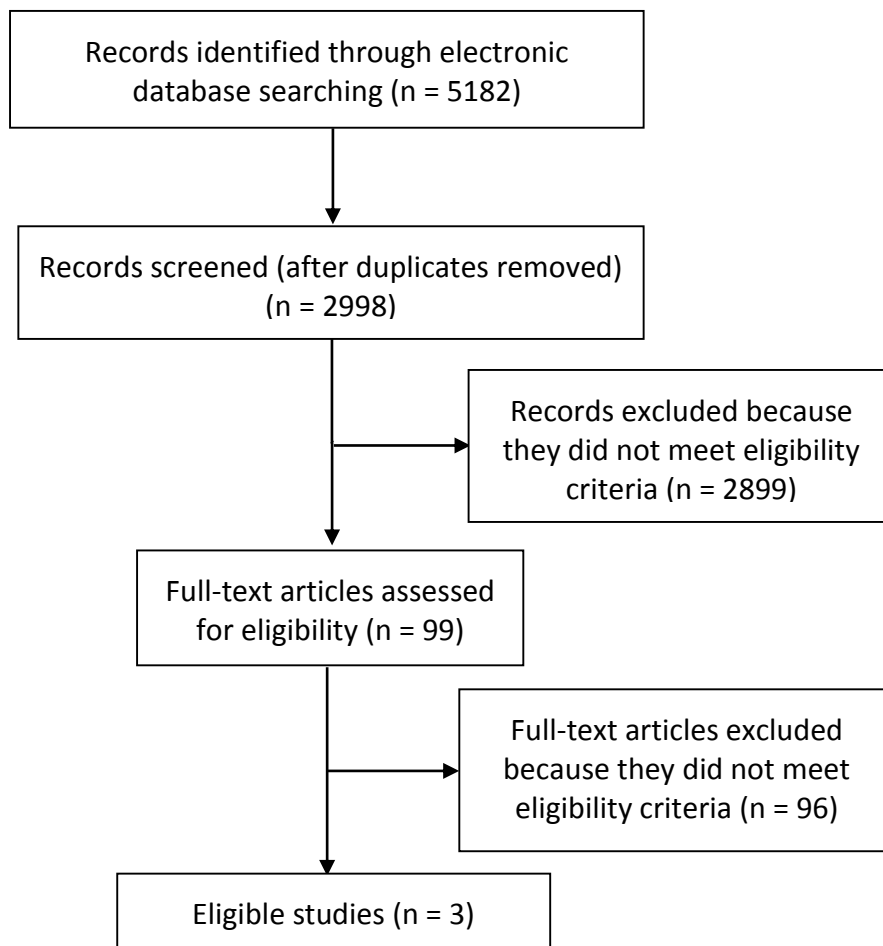 Records identified through electronic
database searching (n = 5182)
Records screened (after duplicates removed)
(n = 2998)
Records excluded because
they did not meet eligibility
criteria (n = 2899)
Full-text articles assessed
for eligibility (n = 99)
Full-text articles excluded
because they did not meet
eligibility criteria (n = 96)
Eligible studies (n = 3)